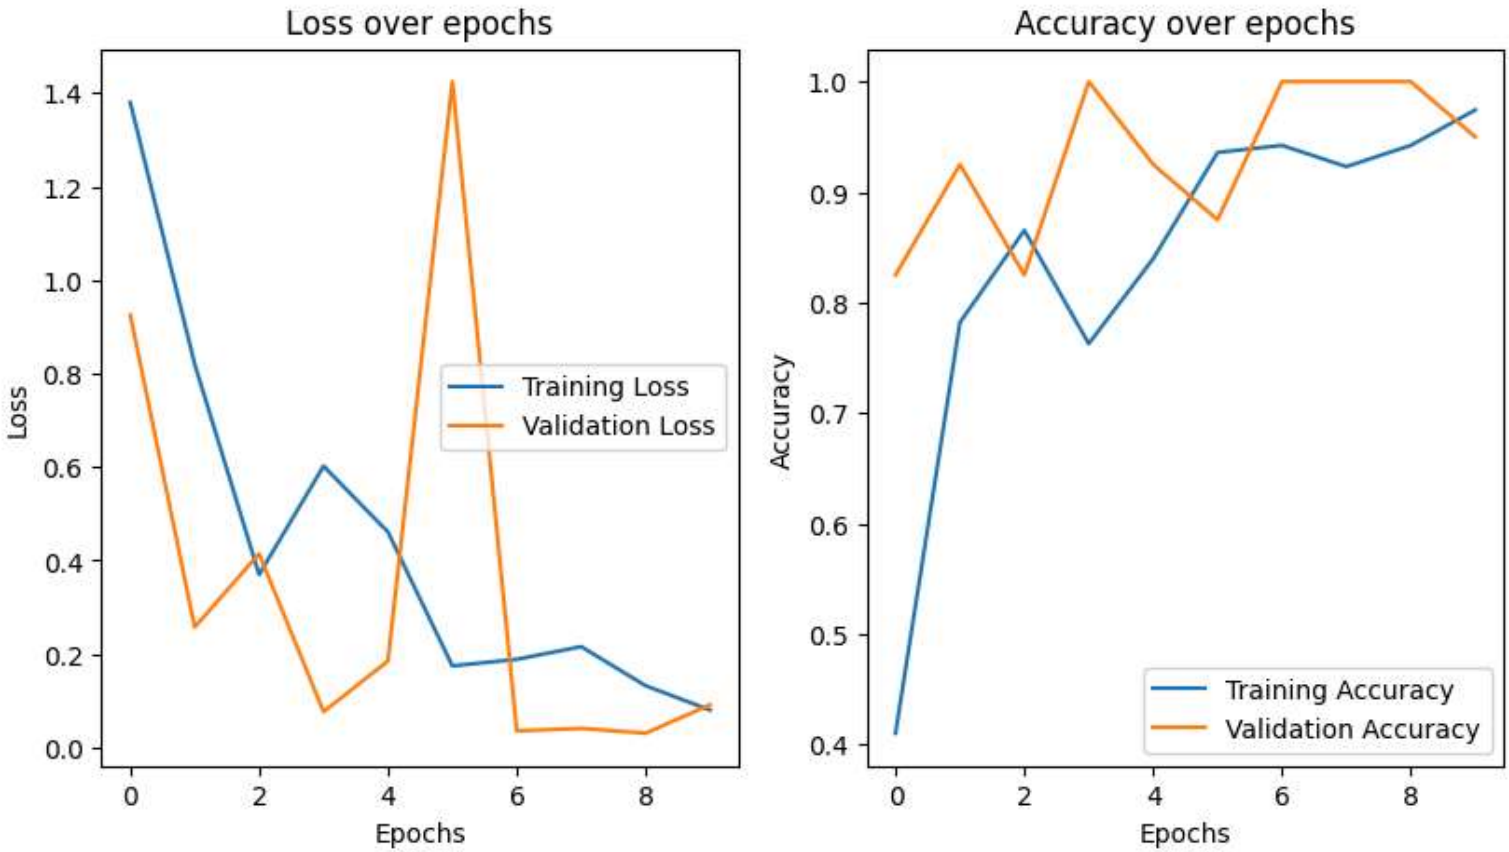 Loss over epochs
1.4
1.2
1.0
0.8
0.6
0.4
0.2
0.0
Loss
Training Loss
Validation Loss
0 2 4 6 8
Epochs
Accuracy over epochs
1.0
0.9
0.8
0.7
0.6
0.5
0.4
Accuracy
Training Accuracy
Validation Accuracy
0 2 4 6 8
Epochs